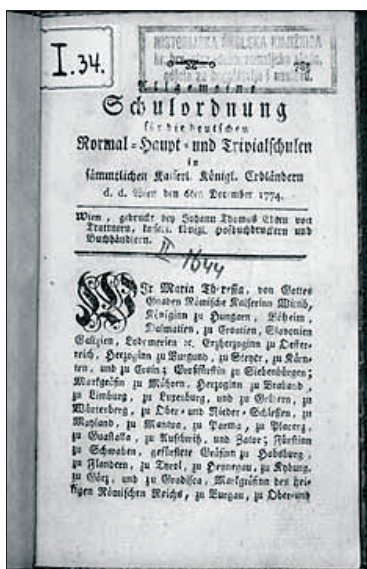 I. 34.
HISTORIJSKA ŠKOLSKA KNJIŽNICA
Allgemeine
Schulordnung
für die deutschen
Normal- Haupt- und Trivialschulen
in
sämmtlichen Kaiserl. Königl. Erbländern
d. d. Wien den 6ten December 1774.
Wien, gedruckt bey Johann Thomas Edlen von
Trattnern, kaiserl. königl. Hofbuchdruckern und
Buchhändlern.
II 1644
Wir Maria Theresia, von Gottes
Gnaden Römische Kaiserinn Wittib,
Königinn zu Hungarn, Böheim,
Dalmatien, zu Croatien, Slavonien
Galizien, Lodomerien ꝛc. Erzherzoginn zu Oester-
reich, Herzoginn zu Burgund, zu Steyer, zu Kärn-
ten, und zu Crain; Großfürstin zu Siebenbürgen;
Markgräfin zu Mähren, Herzoginn zu Braband,
zu Limburg, zu Luxenburg, und zu Geldern, zu
Würtenberg, zu Ober- und Nieder-Schlesien, zu
Mayland, zu Mantua, zu Parma, zu Placenz,
zu Guastalla, zu Auschwitz, und Zator; Fürstinn
zu Schwaben, gefürstete Gräfinn zu Habsburg,
zu Flandern, zu Tyrol, zu Hennegau, zu Kyburg,
zu Görz, und zu Gradisca, Markgräfinn des hei-
ligen Römischen Reichs, zu Burgau, zu Ober-und